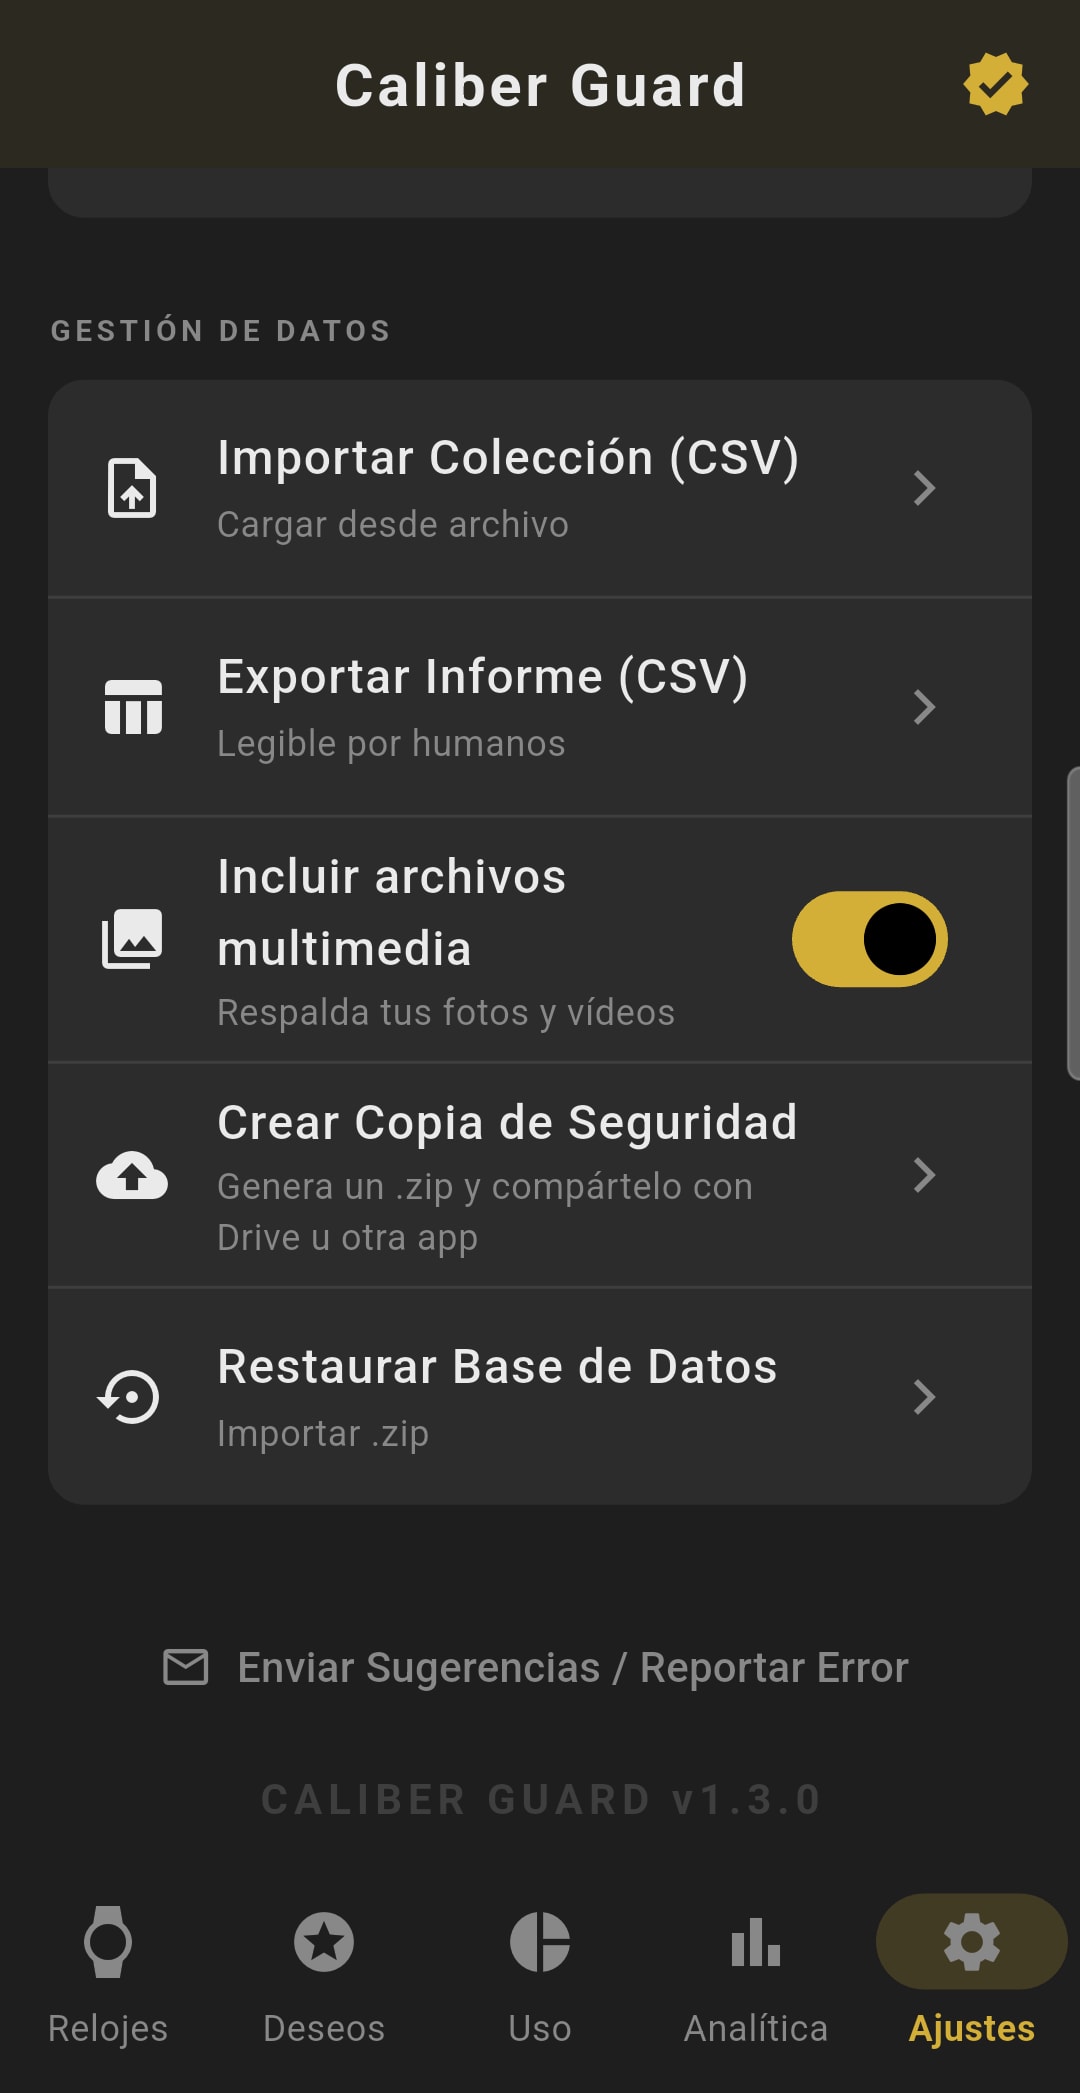 Caliber Guard
GESTIÓN DE DATOS
Importar Colección (CSV)
Cargar desde archivo
Exportar Informe (CSV)
Legible por humanos
Incluir archivos
multimedia
Respalda tus fotos y vídeos
Crear Copia de Seguridad
Genera un .zip y compártelo con
Drive u otra app
Restaurar Base de Datos
Importar .zip
Enviar Sugerencias / Reportar Error
CALIBER GUARD v1.3.0
Relojes
Deseos
Uso
Analítica
Ajustes